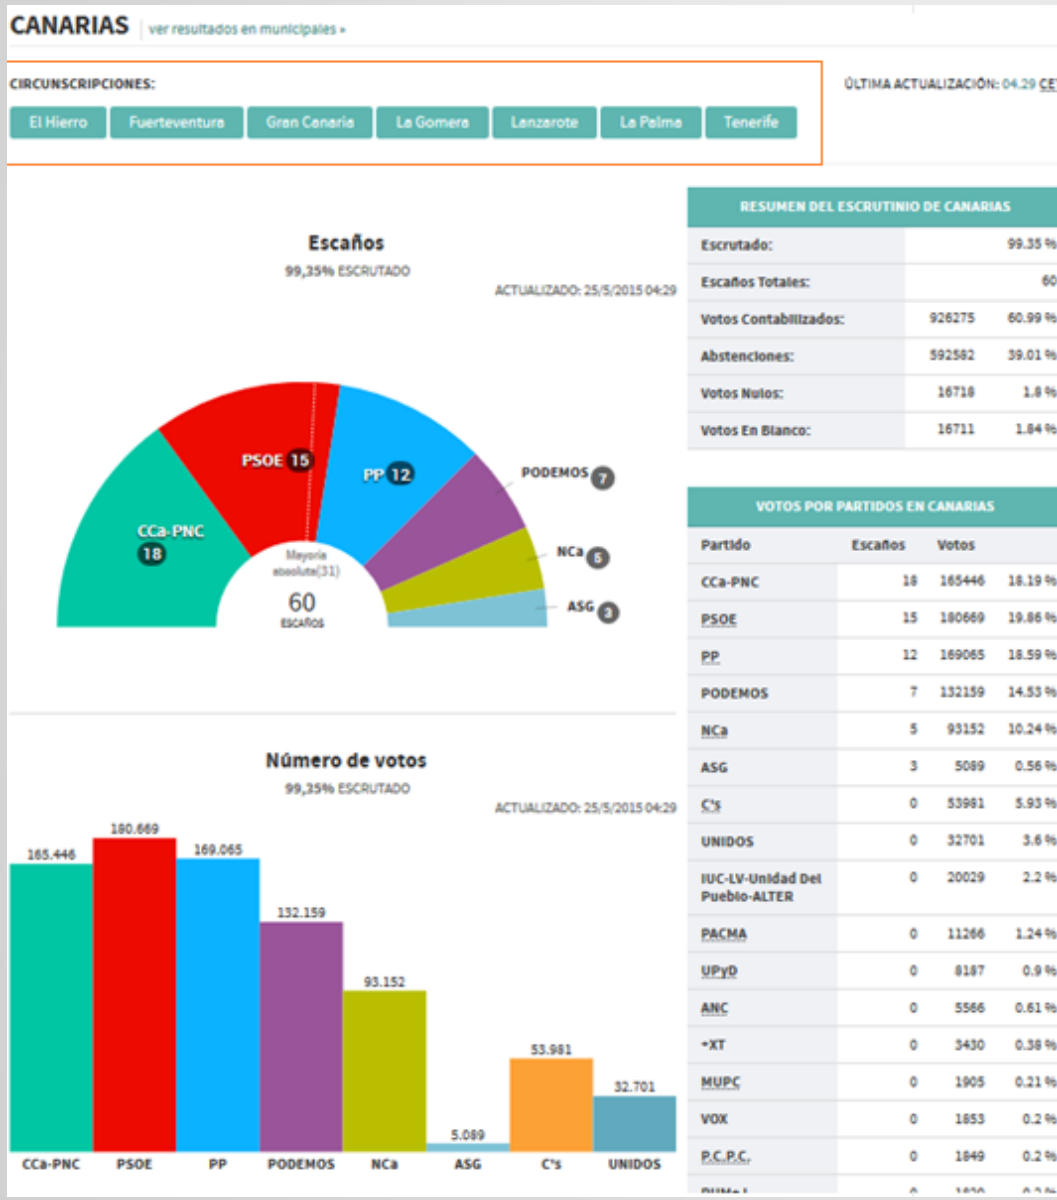 CANARIAS ver resultados en municipales »
CIRCUNSCRIPCIONES:
ÚLTIMA ACTUALIZACIÓN: 04.29
El Hierro Fuerteventura Gran Canaria La Gomera Lanzarote La Palma Tenerife
Escaños
99,35% ESCRUTADO
ACTUALIZADO: 25/5/2015 04:29
CCa-PNC
18
PSOE 15
PP 12
PODEMOS 7
NCa 5
ASG 3
Mayoría
absoluta(31)
60
ESCAÑOS
Número de votos
99,35% ESCRUTADO
ACTUALIZADO: 25/5/2015 04:29
165.446
180.669
169.065
132.159
93.152
5.089
53.981
32.701
CCa-PNC PSOE PP PODEMOS NCa ASG C's UNIDOS
RESUMEN DEL ESCRUTINIO DE CANARIAS
Escrutado: 99.35 %
Escaños Totales: 60
Votos Contabilizados: 926275 60.99 %
Abstenciones: 592582 39.01 %
Votos Nulos: 16718 1.8 %
Votos En Blanco: 16711 1.84 %
VOTOS POR PARTIDOS EN CANARIAS
Partido Escaños Votos
CCa-PNC 18 165446 18.19 %
PSOE 15 180669 19.86 %
PP 12 169065 18.59 %
PODEMOS 7 132159 14.53 %
NCa 5 93152 10.24 %
ASG 3 5089 0.56 %
C's 0 53981 5.93 %
UNIDOS 0 32701 3.6 %
IUC-LV-Unidad Del
Pueblo-ALTER 0 20029 2.2 %
PACMA 0 11266 1.24 %
UPyD 0 8187 0.9 %
ANC 0 5566 0.61 %
+XT 0 3430 0.38 %
MUPC 0 1905 0.21 %
VOX 0 1853 0.2 %
P.C.P.C. 0 1849 0.2 %